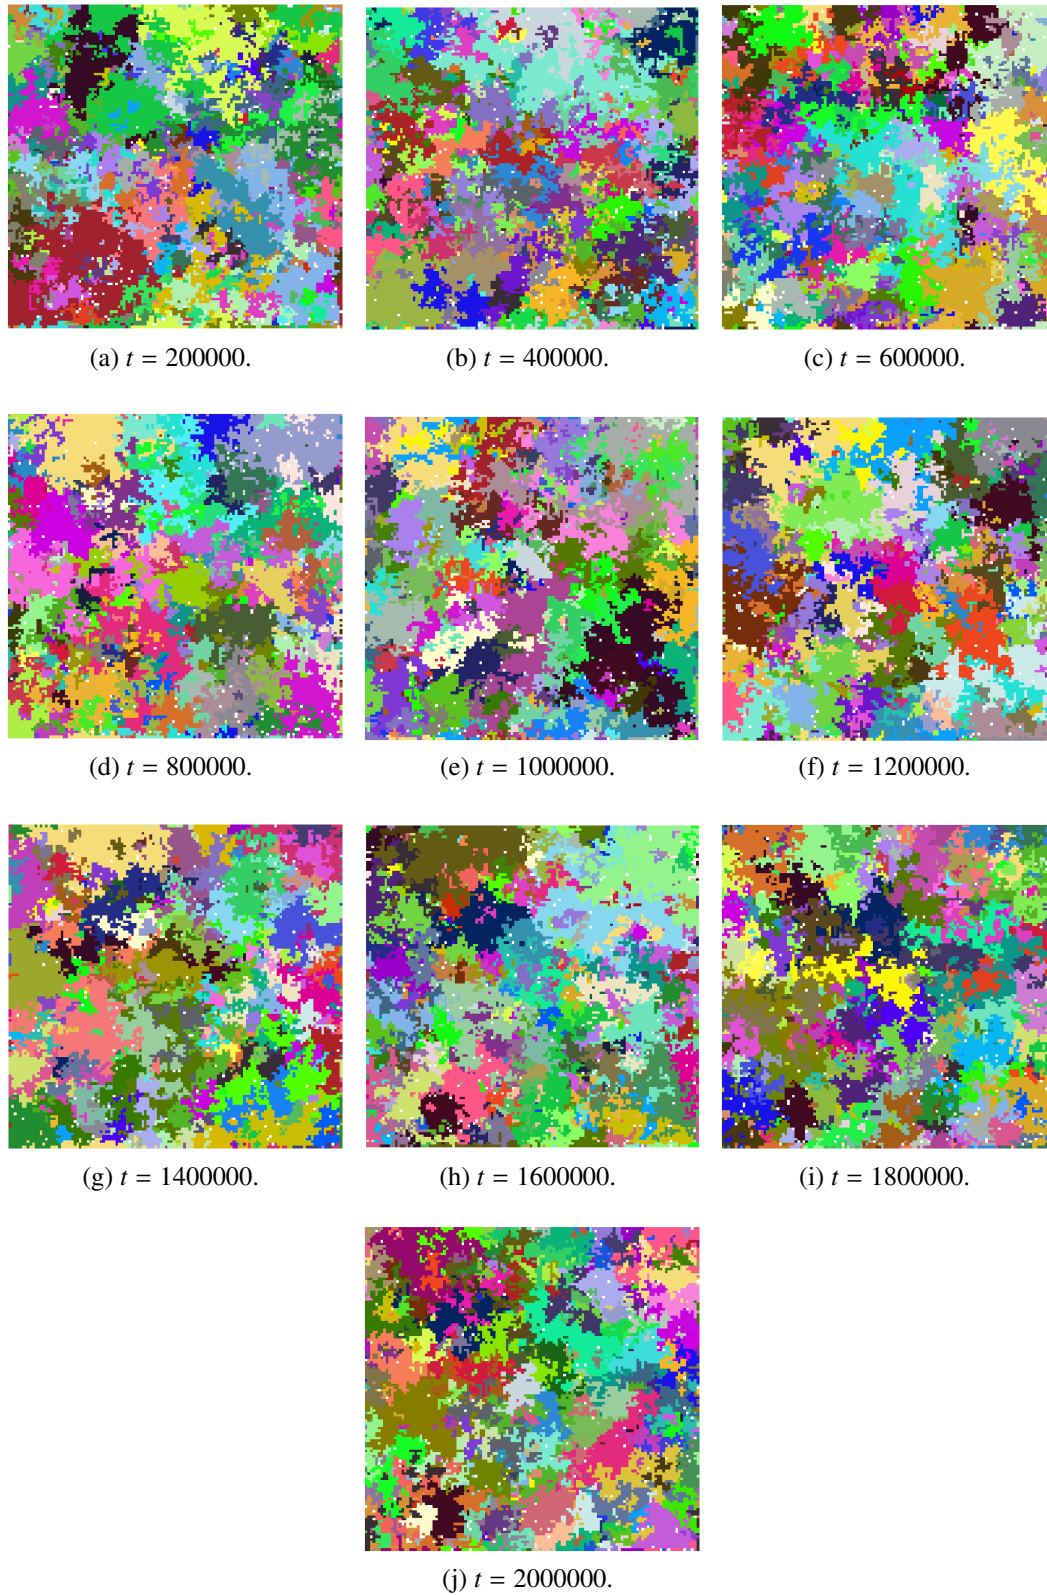 (a) t = 200000.
(b) t = 400000.
(c) t = 600000.
(d) t = 800000.
(e) t = 1000000.
(f) t = 1200000.
(g) t = 1400000.
(h) t = 1600000.
(i) t = 1800000.
(j) t = 2000000.